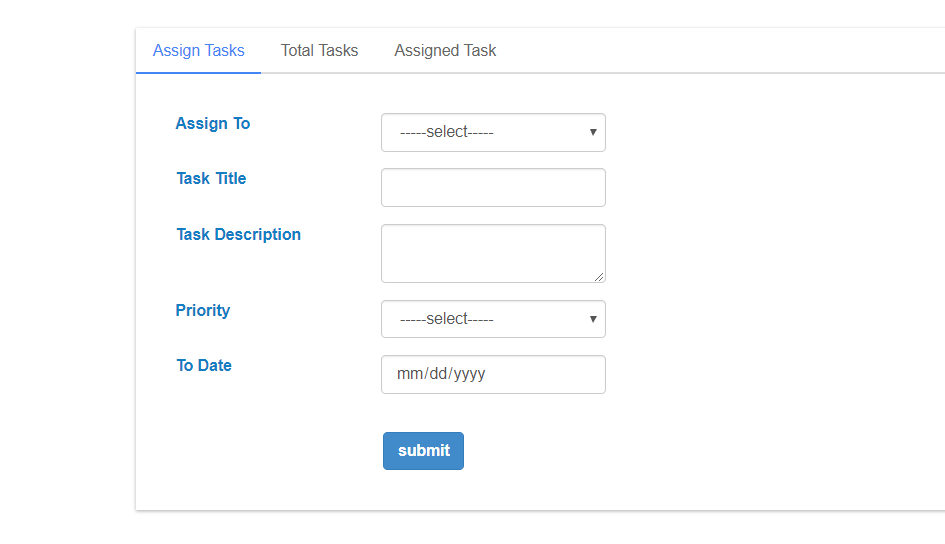 Assign Tasks Total Tasks Assigned Task
Assign To -----select-----
Task Title
Task Description
Priority -----select-----
To Date mm/dd/yyyy
submit